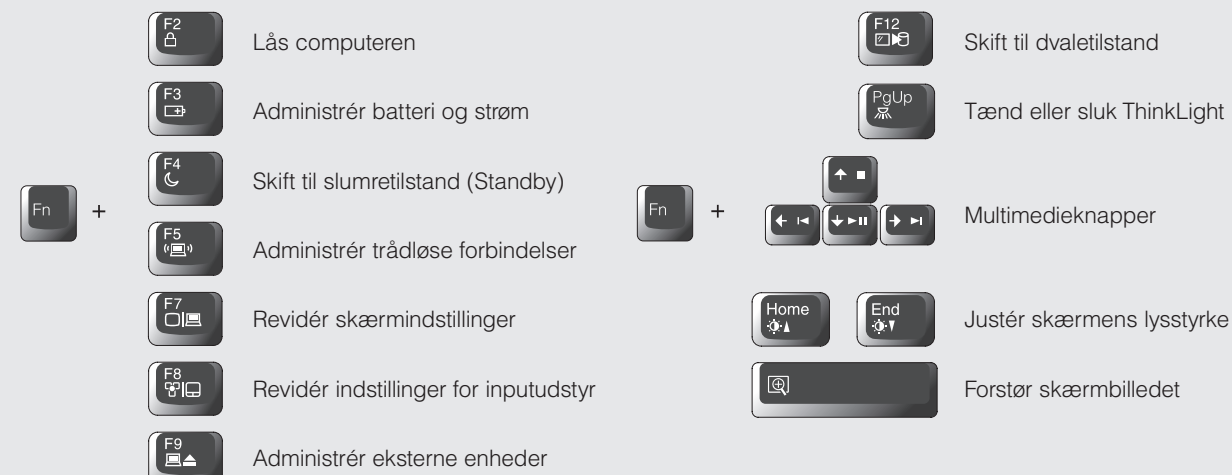 F2
Lås computeren
F3
Administrér batteri og strøm
F4
Skift til slumretilstand (Standby)
Fn +
F5
Administrér trådløse forbindelser
F7
Revidér skærmindstillinger
F8
Revidér indstillinger for inputudstyr
F9
Administrér eksterne enheder
F12
Skift til dvaletilstand
PgUp
Tænd eller sluk ThinkLight
Fn +
Multimedieknapper
Home End
Justér skærmens lysstyrke
Forstør skærmbilledet